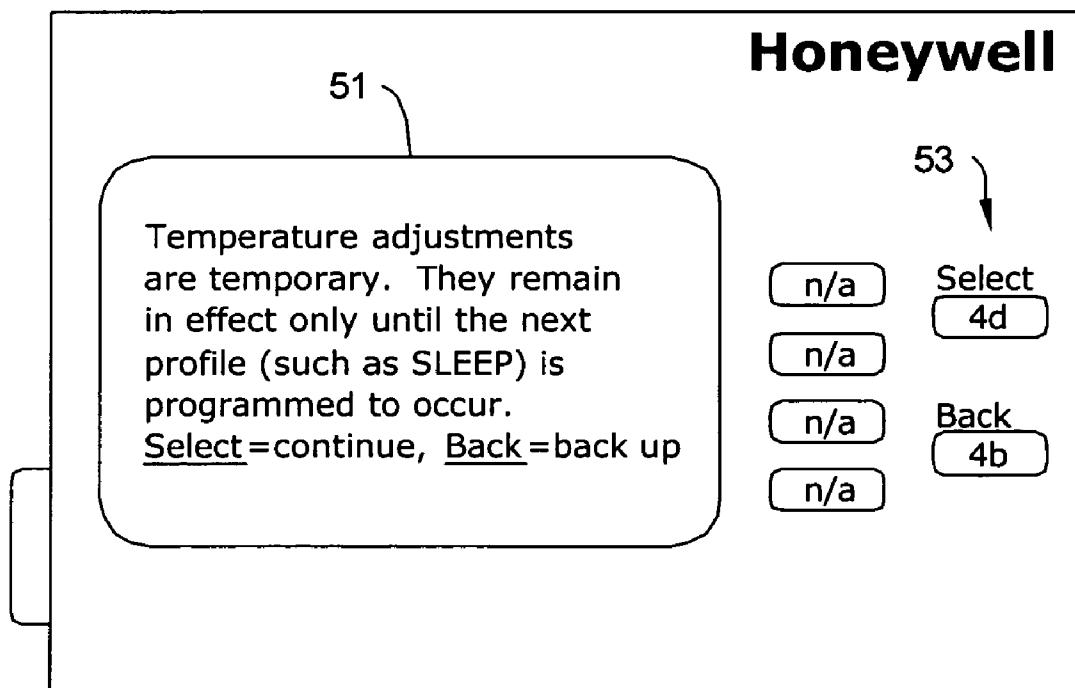 Honeywell
51
53
Temperature adjustments
are temporary. They remain
in effect only until the next
profile (such as SLEEP) is
programmed to occur.
Select=continue, Back=back up
n/a
n/a
n/a
n/a
Select
4d
Back
4b